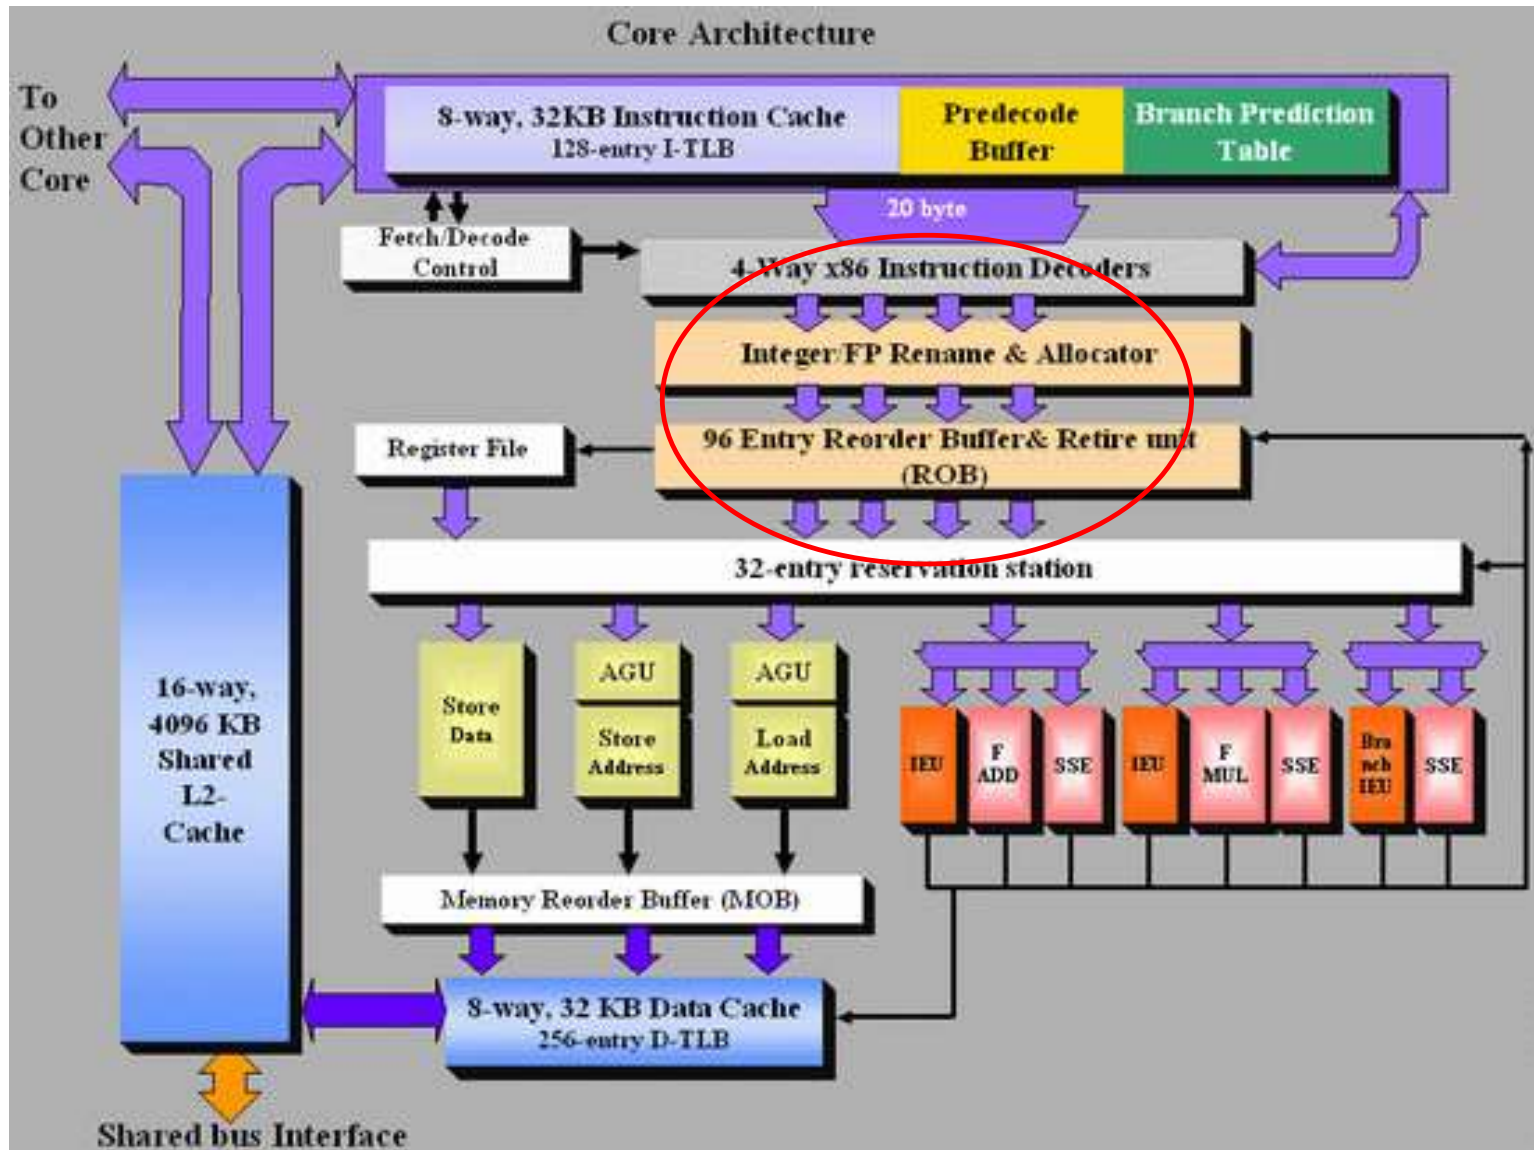 Core Architecture
To
Other
Core
8-way, 32KB Instruction Cache
128-entry I-TLB
Predecode
Buffer
Branch Prediction
Table
20 byte
Fetch/Decode
Control
4-Way x86 Instruction Decoders
Integer/FP Rename & Allocator
Register File
96 Entry Reorder Buffer& Retire unit
(ROB)
32-entry reservation station
16-way,
4096 KB
Shared
L2-
Cache
Store
Data
AGU
Store
Address
AGU
Load
Address
IEU
F
ADD
SSE
IEU
F
MUL
SSE
Bra
nch
IEU
SSE
Memory Reorder Buffer (MOB)
8-way, 32 KB Data Cache
256-entry D-TLB
Shared bus Interface